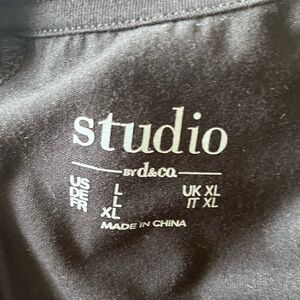 studio
BY d&co.
US L UK XL
DE L IT XL
FR XL
MADE IN CHINA